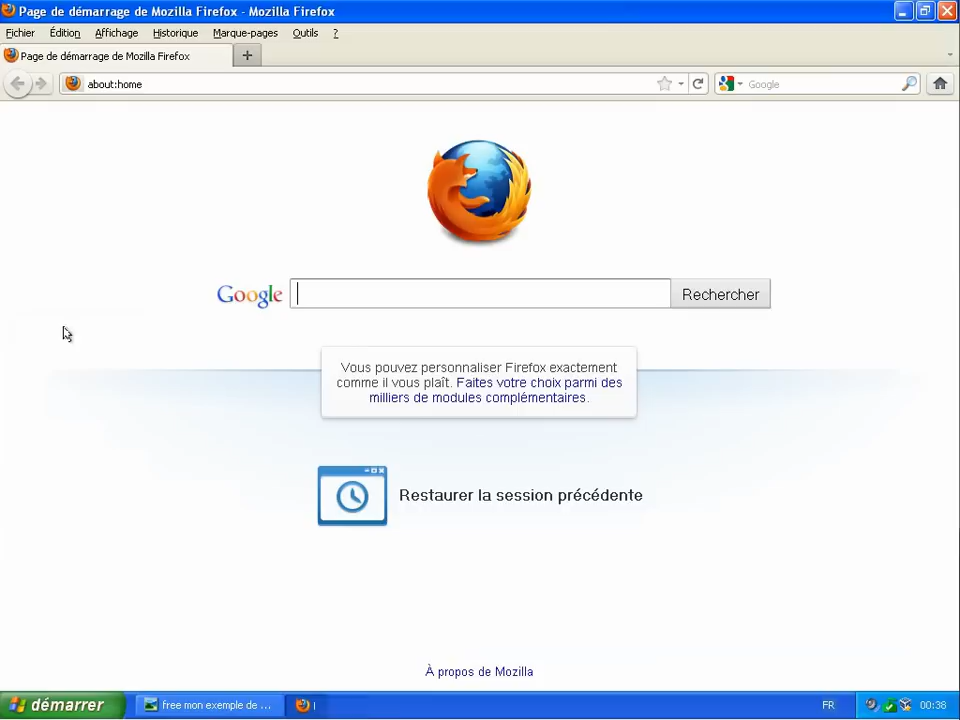 Page de démarrage de Mozilla Firefox - Mozilla Firefox
Fichier Édition Affichage Historique Marque-pages Outils ?
Page de démarrage de Mozilla Firefox
about:home
Google
Google
Rechercher
Vous pouvez personnaliser Firefox exactement
comme il vous plaît. Faites votre choix parmi des
milliers de modules complémentaires.
Restaurer la session précédente
À propos de Mozilla
démarrer
free mon exemple de ...
FR
00:38